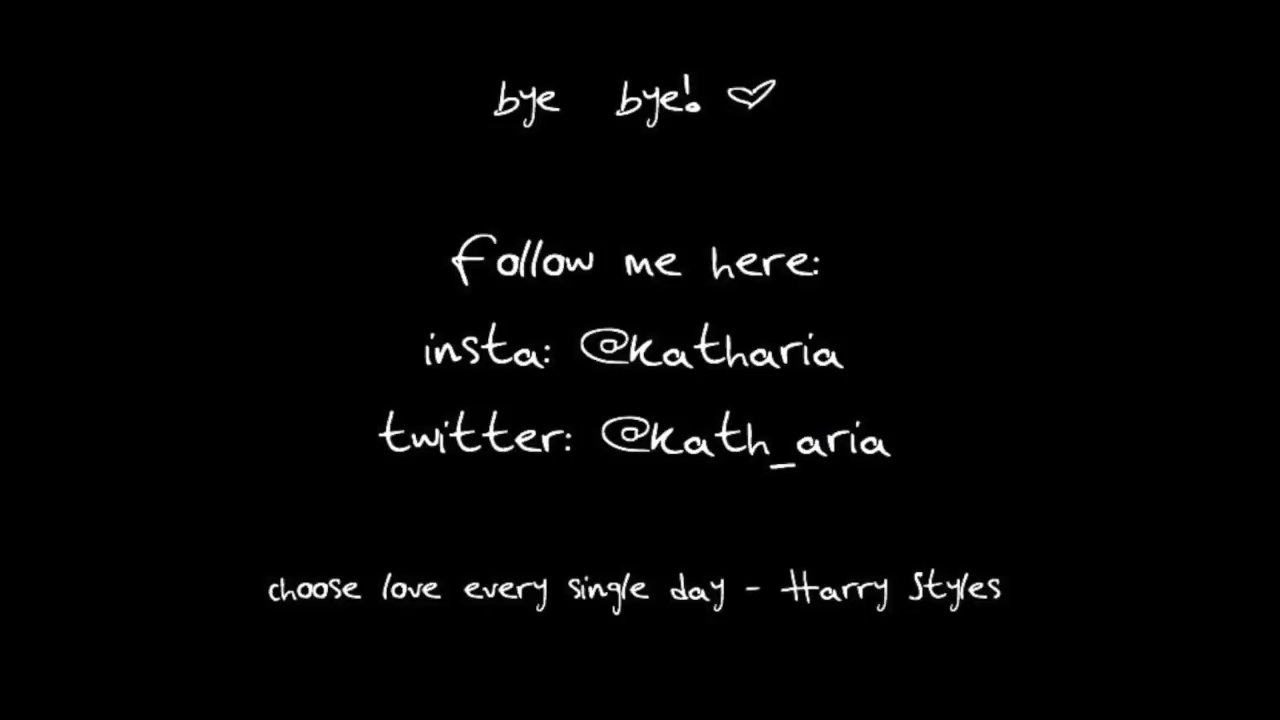 bye bye! ♡
Follow me here:
insta: @katharia
twitter: @kath_aria
choose love every single day - Harry Styles